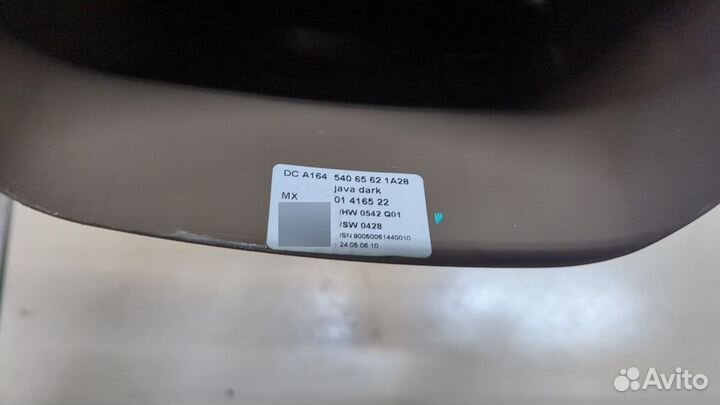 DC A164 540 65 62 1A28
java dark
MX 01 4165 22
/HW 0542 Q01
/SW 0428
/SN 90050061440010
24 05 06 10
Avito